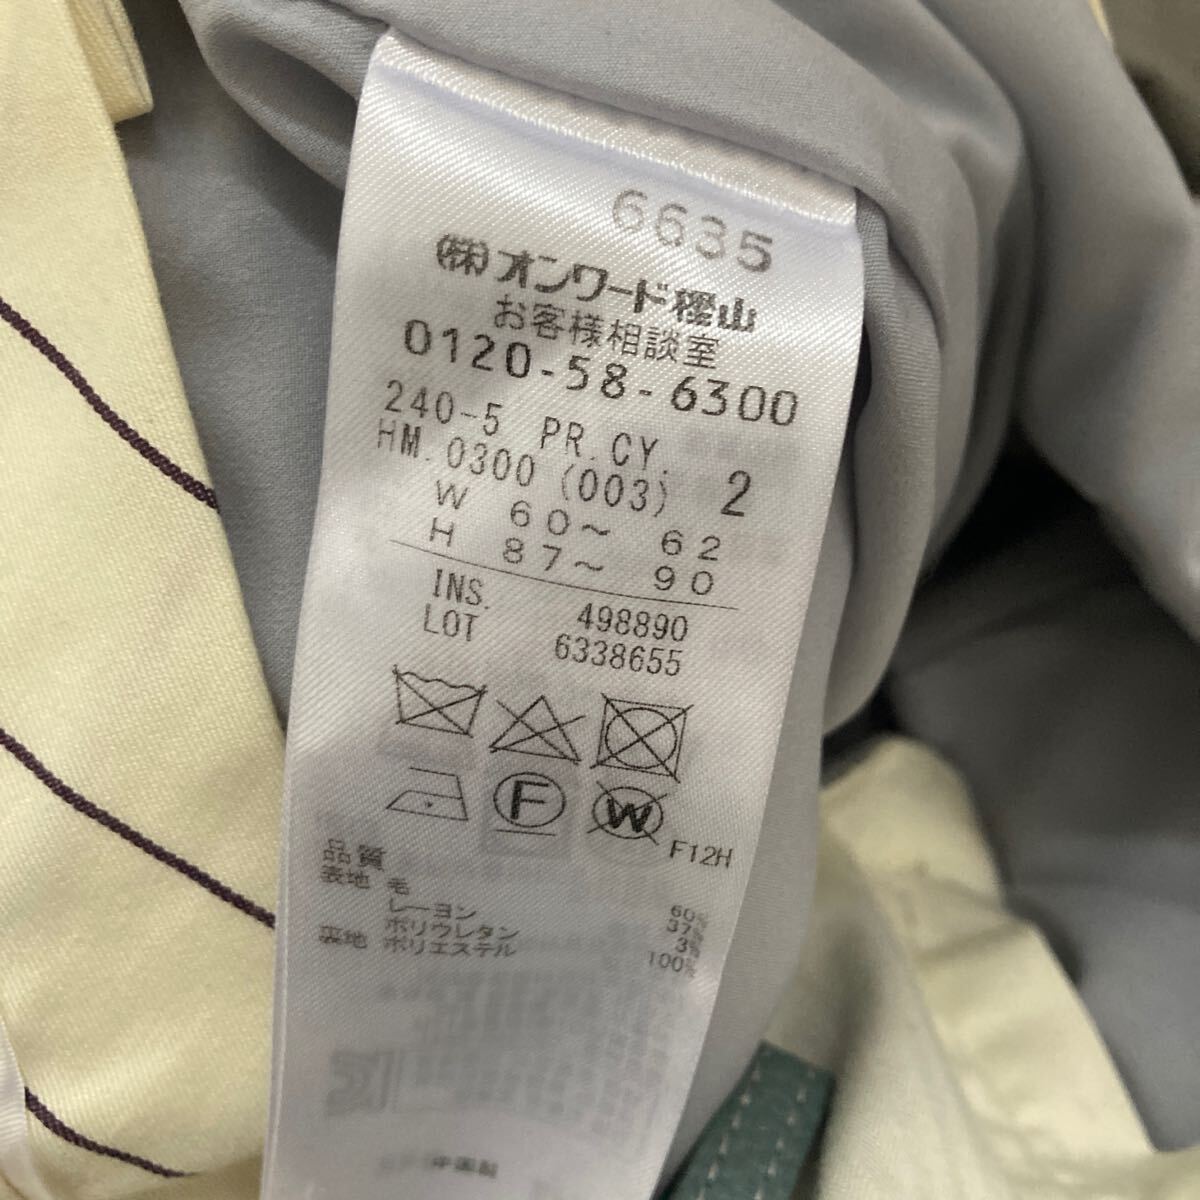 6635
(株)オンワード樫山
お客様相談室
0120-58-6300
240-5 PR.CY. 2
HM.0300 (003)
W 60～ 62
H 87～ 90
INS. 498890
LOT 6338655
F
W
F12H
品質
表地 毛 60%
レーヨン 37%
ポリウレタン 3%
裏地 ポリエステル 100%
中国製